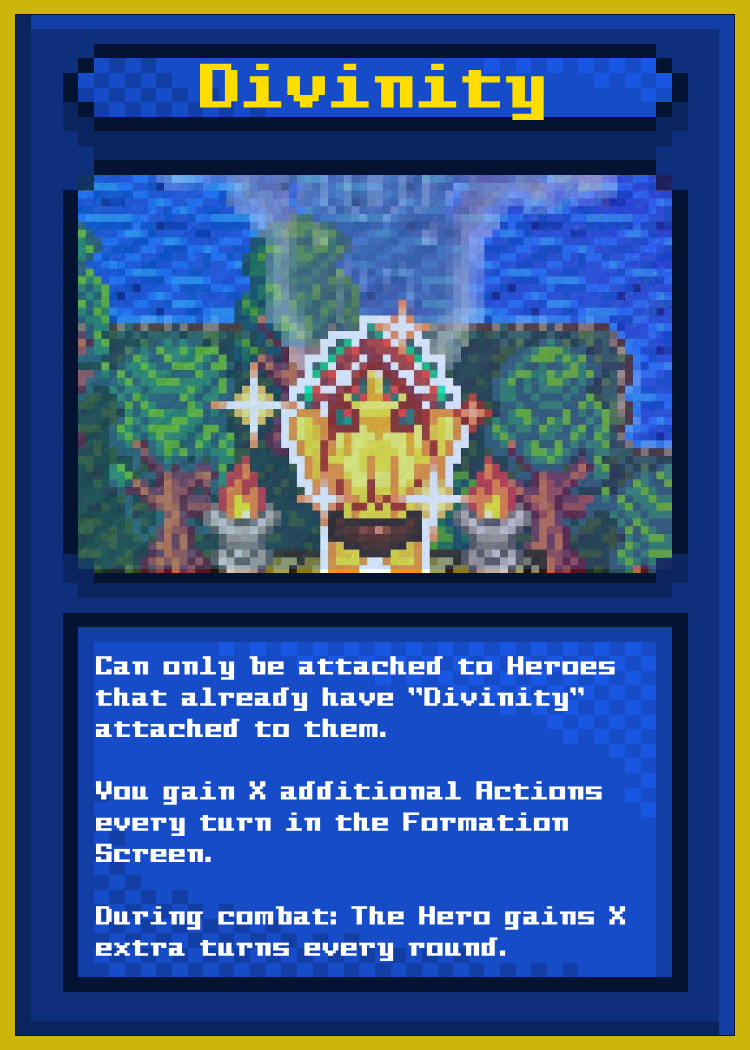 Divinity
Can only be attached to Heroes
that already have "Divinity"
attached to them.
You gain X additional Actions
every turn in the Formation
Screen.
During combat: The Hero gains X
extra turns every round.